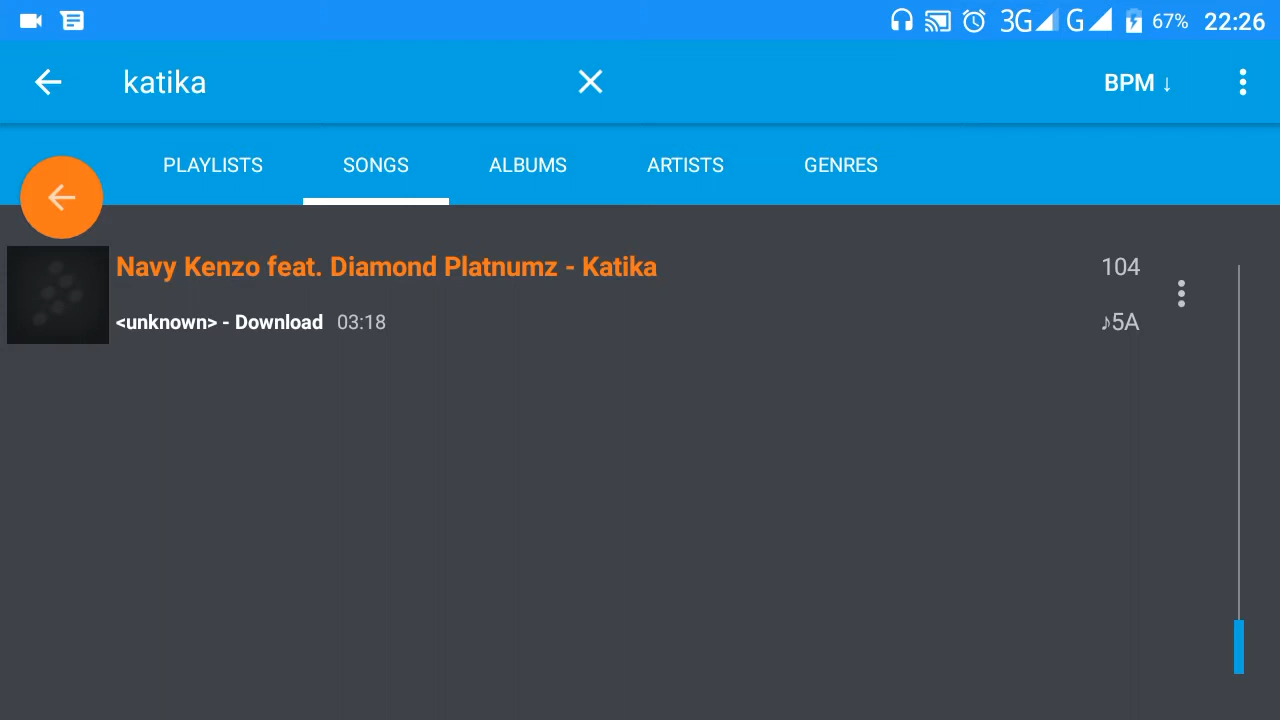 3G G 67% 22:26
katika BPM ↓
PLAYLISTS SONGS ALBUMS ARTISTS GENRES
Navy Kenzo feat. Diamond Platnumz - Katika 104
<unknown> - Download 03:18 ♪5A